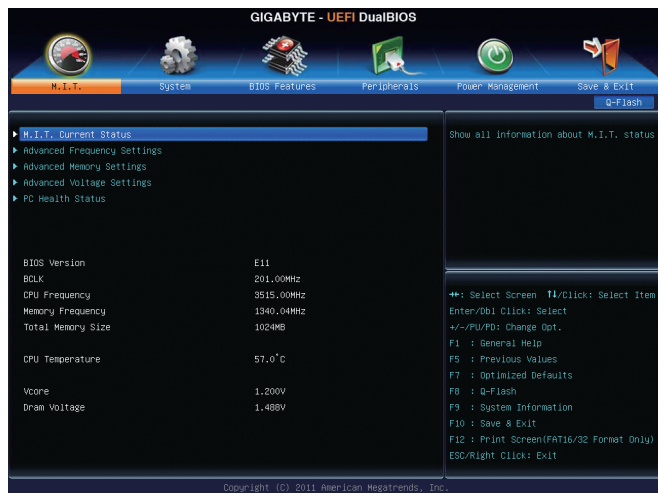 GIGABYTE - UEFI DualBIOS
M.I.T. System BIOS Features Peripherals Power Management Save & Exit
Q-Flash
M.I.T. Current Status
Advanced Frequency Settings
Advanced Memory Settings
Advanced Voltage Settings
PC Health Status
BIOS Version E11
BCLK 201.00MHz
CPU Frequency 3515.00MHz
Memory Frequency 1340.04MHz
Total Memory Size 1024MB
CPU Temperature 57.0°C
Vcore 1.200V
Dram Voltage 1.488V
Show all information about M.I.T. status
→←: Select Screen ↑↓/Click: Select Item
Enter/Dbl Click: Select
+/-/PU/PD: Change Opt.
F1 : General Help
F5 : Previous Values
F7 : Optimized Defaults
F8 : Q-Flash
F9 : System Information
F10 : Save & Exit
F12 : Print Screen(FAT16/32 Format Only)
ESC/Right Click: Exit
Copyright (C) 2011 American Megatrends, Inc.